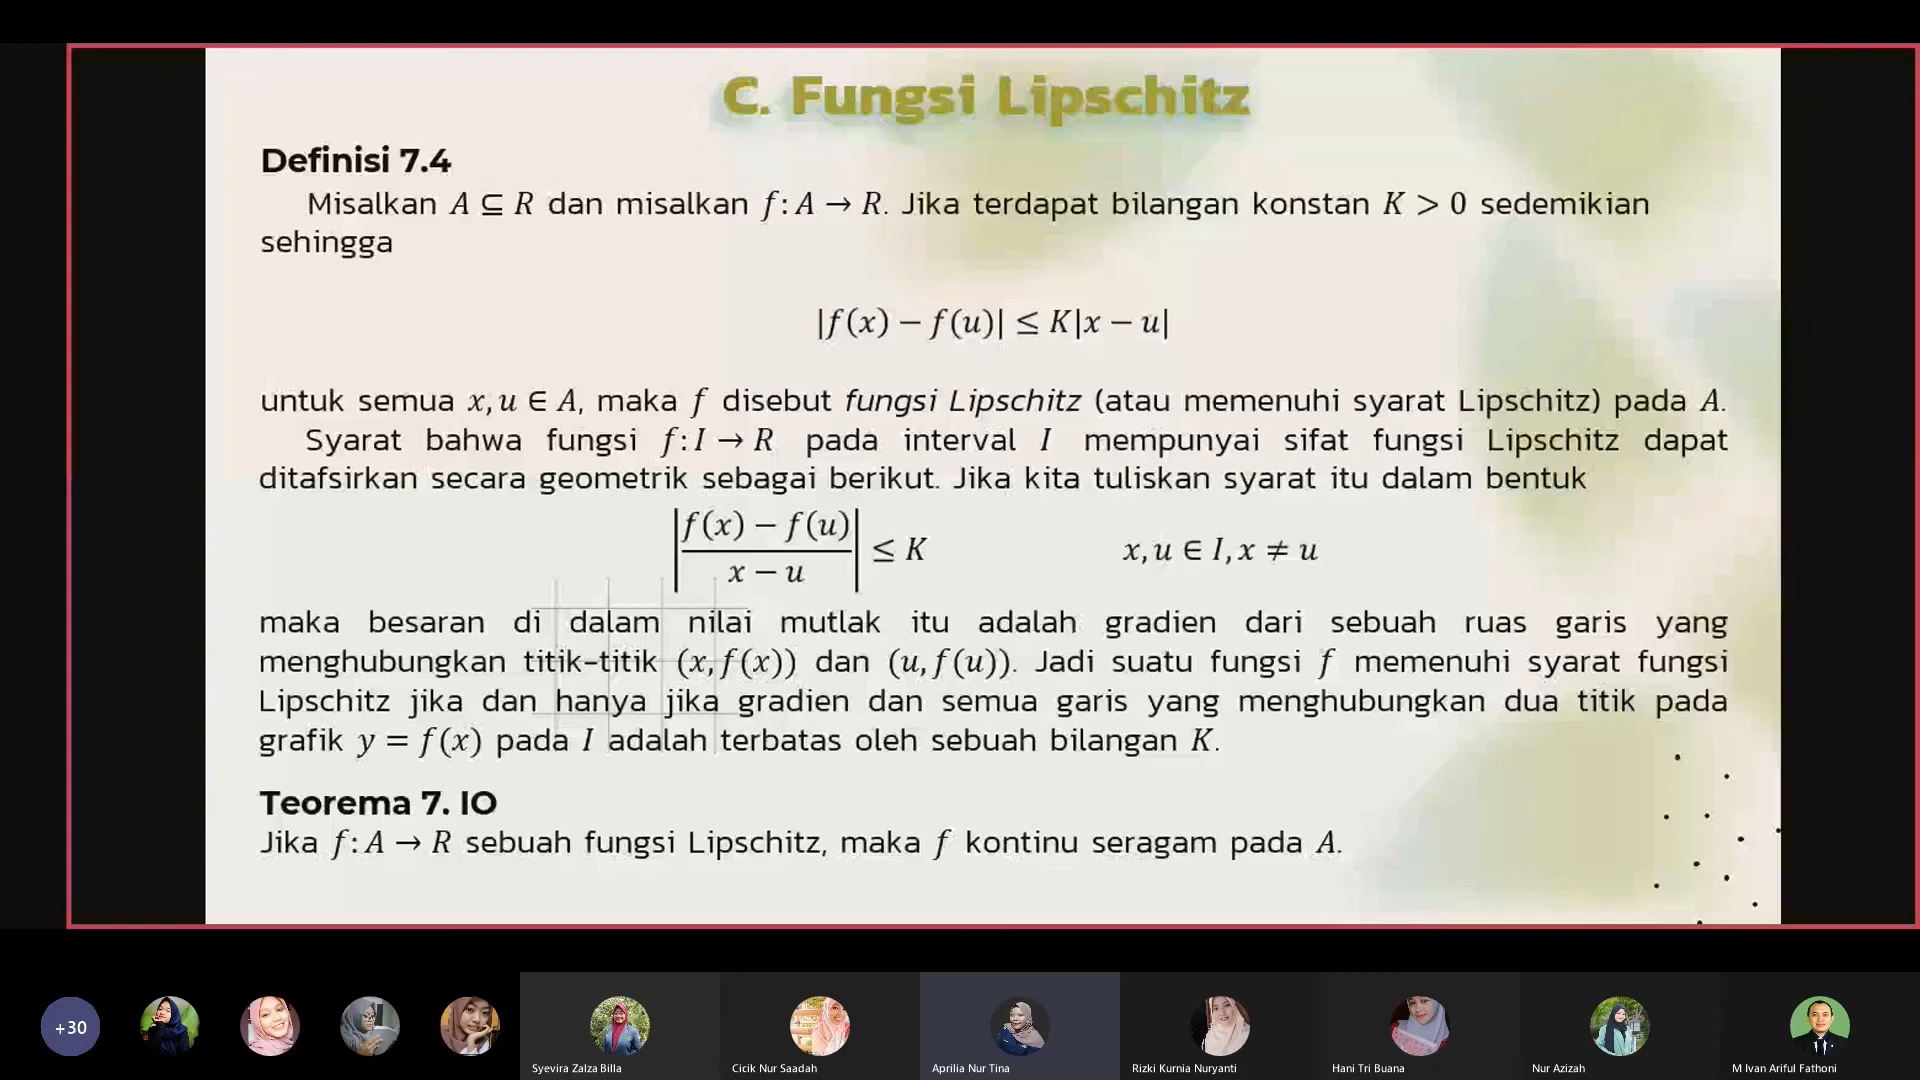 C. Fungsi Lipschitz
Definisi 7.4
Misalkan A ⊆ R dan misalkan f: A → R. Jika terdapat bilangan konstan K > 0 sedemikian
sehingga
|f(x) − f(u)| ≤ K|x − u|
untuk semua x, u ∈ A, maka f disebut fungsi Lipschitz (atau memenuhi syarat Lipschitz) pada A.
Syarat bahwa fungsi f: I → R pada interval I mempunyai sifat fungsi Lipschitz dapat
ditafsirkan secara geometrik sebagai berikut. Jika kita tuliskan syarat itu dalam bentuk
|(f(x) − f(u))/(x − u)| ≤ K x, u ∈ I, x ≠ u
maka besaran di dalam nilai mutlak itu adalah gradien dari sebuah ruas garis yang
menghubungkan titik-titik (x, f(x)) dan (u, f(u)). Jadi suatu fungsi f memenuhi syarat fungsi
Lipschitz jika dan hanya jika gradien dan semua garis yang menghubungkan dua titik pada
grafik y = f(x) pada I adalah terbatas oleh sebuah bilangan K.
Teorema 7. IO
Jika f: A → R sebuah fungsi Lipschitz, maka f kontinu seragam pada A.
+30
Syevira Zalza Billa
Cicik Nur Saadah
Aprilia Nur Tina
Rizki Kurnia Nuryanti
Hani Tri Buana
Nur Azizah
M Ivan Ariful Fathoni